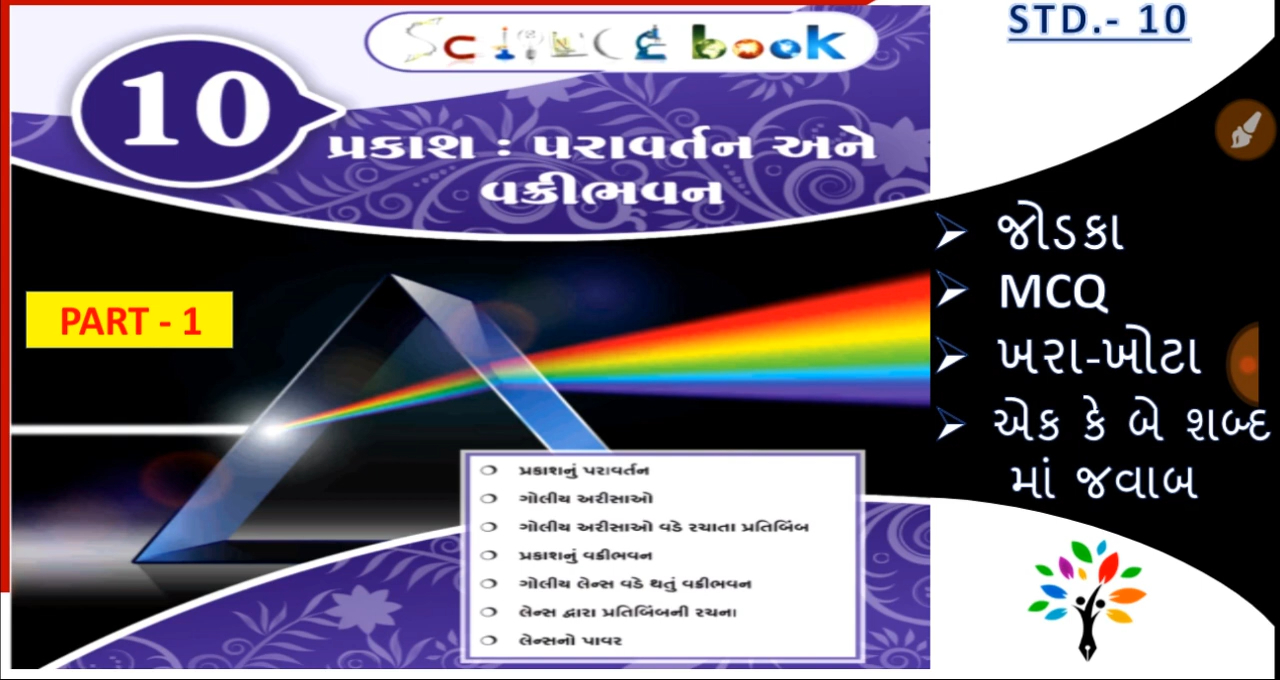 Science book
STD.- 10
10
પ્રકાશ : પરાવર્તન અને
વક્રીભવન
PART - 1
જોડકા
MCQ
ખરા-ખોટા
એક કે બે શબ્દ
માં જવાબ
પ્રકાશનું પરાવર્તન
ગોલીય અરીસાઓ
ગોલીય અરીસાઓ વડે રચાતા પ્રતિબિંબ
પ્રકાશનું વક્રીભવન
ગોલીય લેન્સ વડે થતું વક્રીભવન
લેન્સ દ્વારા પ્રતિબિંબની રચના
લેન્સનો પાવર